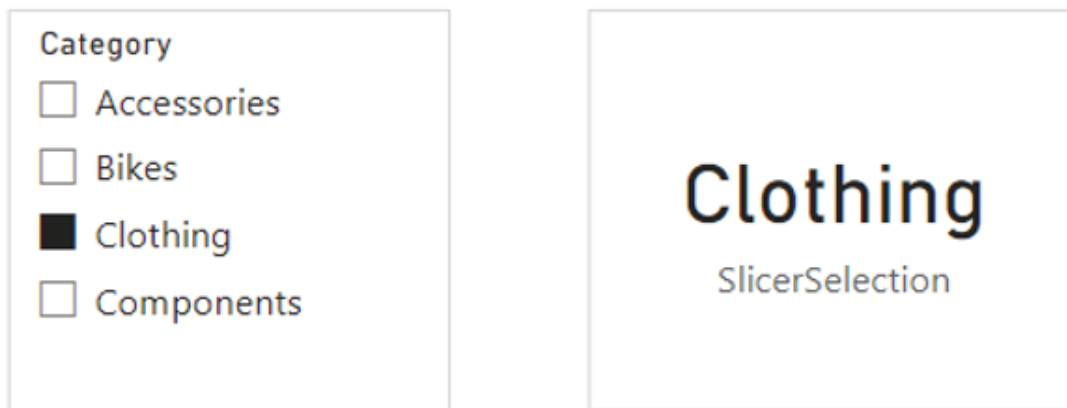 Category
Accessories
Bikes
Clothing
Components
Clothing
SlicerSelection